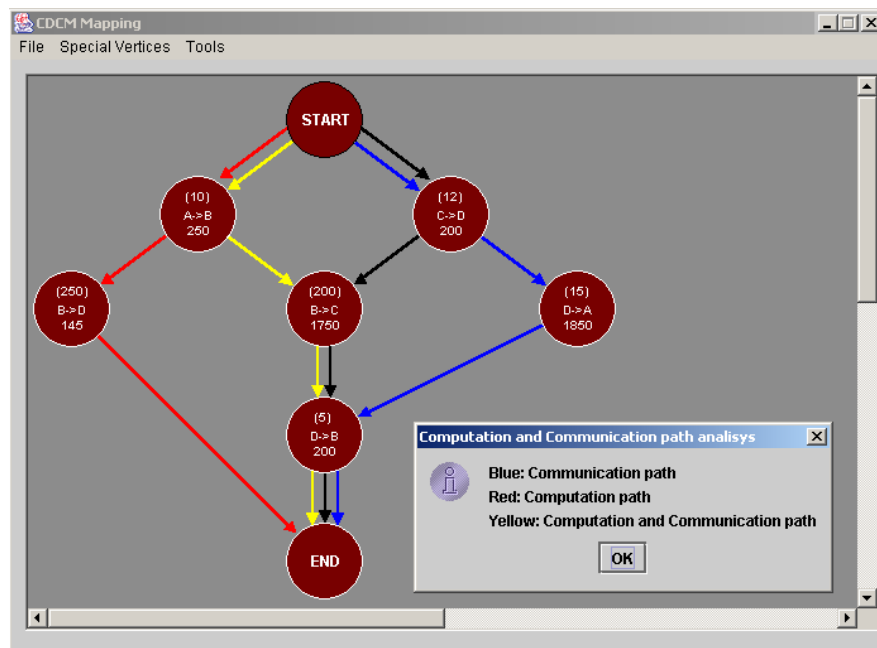 CDCM Mapping
File Special Vertices Tools
START
(10)
A->B
250
(12)
C->D
200
(250)
B->D
145
(200)
B->C
1750
(15)
D->A
1850
(5)
D->B
200
END
Computation and Communication path analisys
Blue: Communication path
Red: Computation path
Yellow: Computation and Communication path
OK